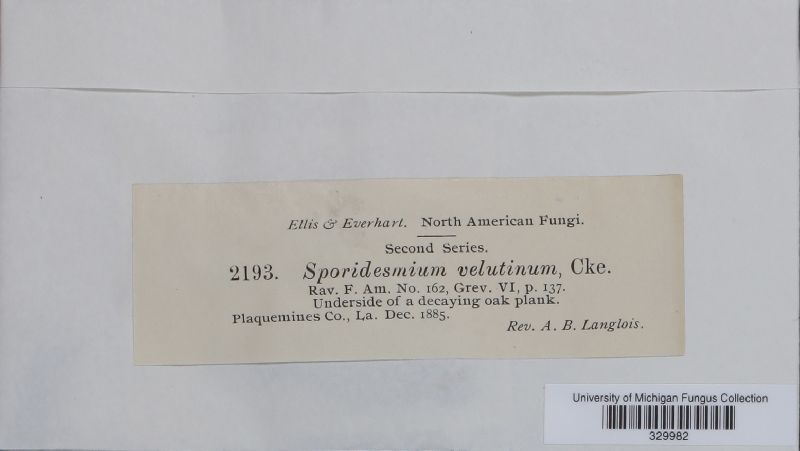 Ellis & Everhart. North American Fungi.
Second Series.
2193. Sporidesmium velutinum, Cke.
Rav. F. Am. No. 162, Grev. VI, p. 137.
Underside of a decaying oak plank.
Plaquemines Co., La. Dec. 1885.
Rev. A. B. Langlois.
University of Michigan Fungus Collection
329982